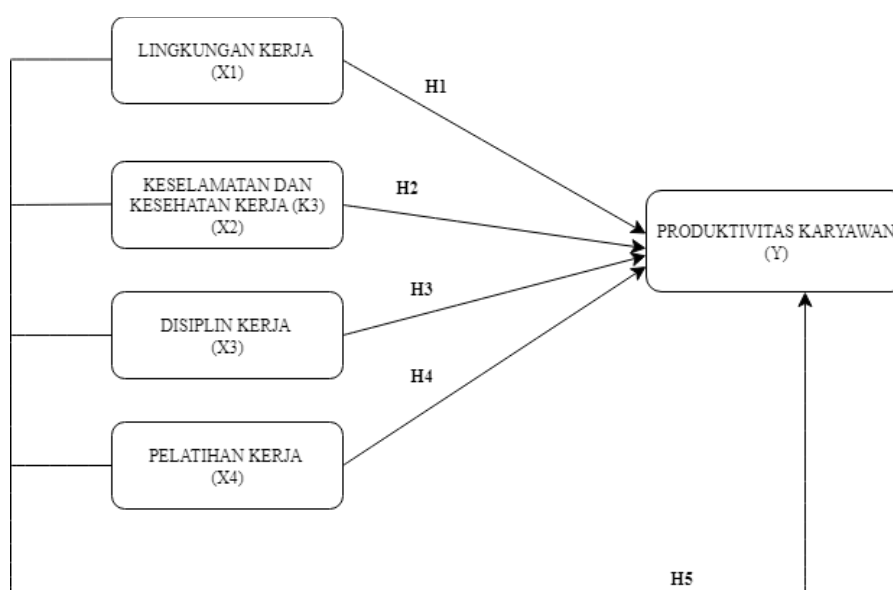 LINGKUNGAN KERJA
(X1)
H1
KESELAMATAN DAN
KESEHATAN KERJA (K3)
(X2)
H2
PRODUKTIVITAS KARYAWAN
(Y)
DISIPLIN KERJA
(X3)
H3
H4
PELATIHAN KERJA
(X4)
H5